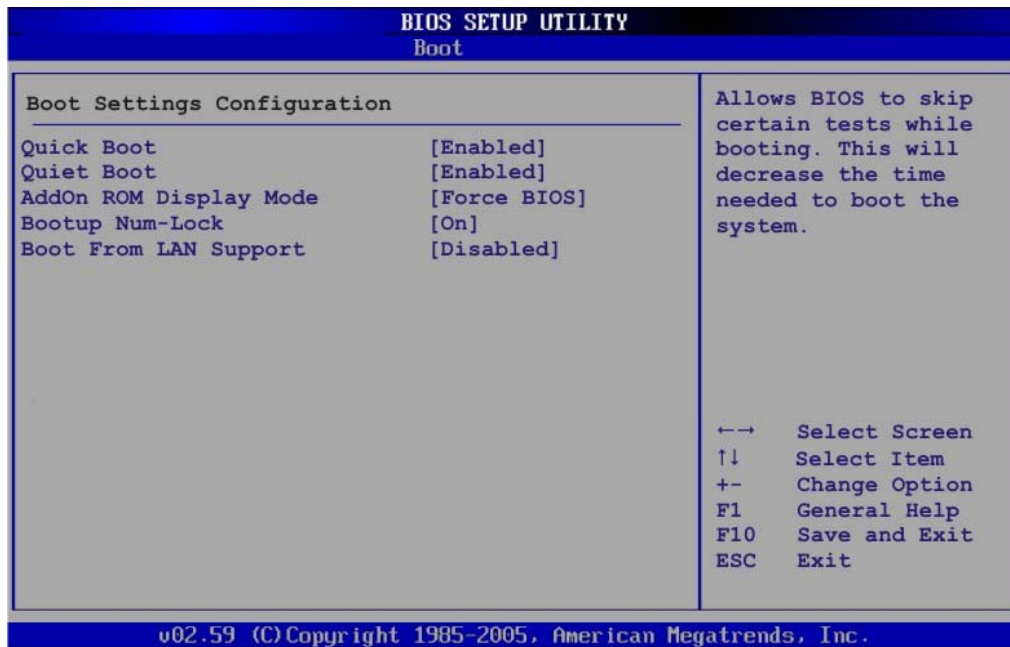 BIOS SETUP UTILITY
Boot
Boot Settings Configuration
Quick Boot [Enabled]
Quiet Boot [Enabled]
AddOn ROM Display Mode [Force BIOS]
Bootup Num-Lock [On]
Boot From LAN Support [Disabled]
Allows BIOS to skip
certain tests while
booting. This will
decrease the time
needed to boot the
system.
←→ Select Screen
↑↓ Select Item
+- Change Option
F1 General Help
F10 Save and Exit
ESC Exit
v02.59 (C)Copyright 1985-2005, American Megatrends, Inc.